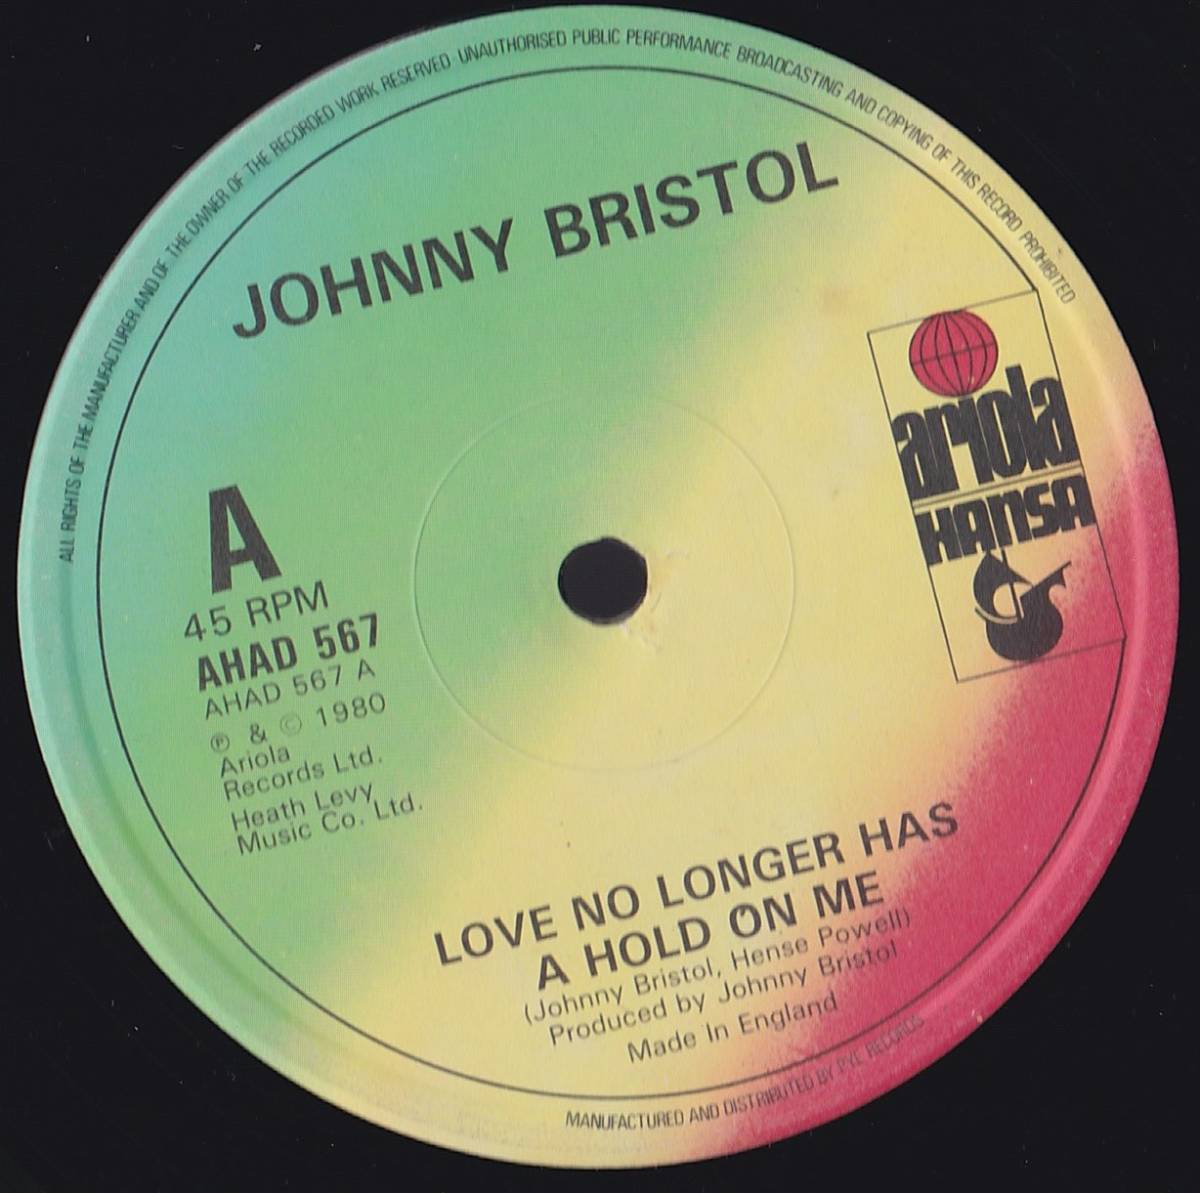 ALL RIGHTS OF THE MANUFACTURER AND OF THE OWNER OF THE RECORDED WORK RESERVED UNAUTHORISED PUBLIC PERFORMANCE BROADCASTING AND COPYING OF THIS RECORD PROHIBITED
JOHNNY BRISTOL
ariola
HANSA
A
45 RPM
AHAD 567
AHAD 567 A
℗ & © 1980
Ariola
Records Ltd.
Heath Levy
Music Co. Ltd.
LOVE NO LONGER HAS
A HOLD ON ME
(Johnny Bristol, Hense Powell)
Produced by Johnny Bristol
Made in England
MANUFACTURED AND DISTRIBUTED BY PYE RECORDS